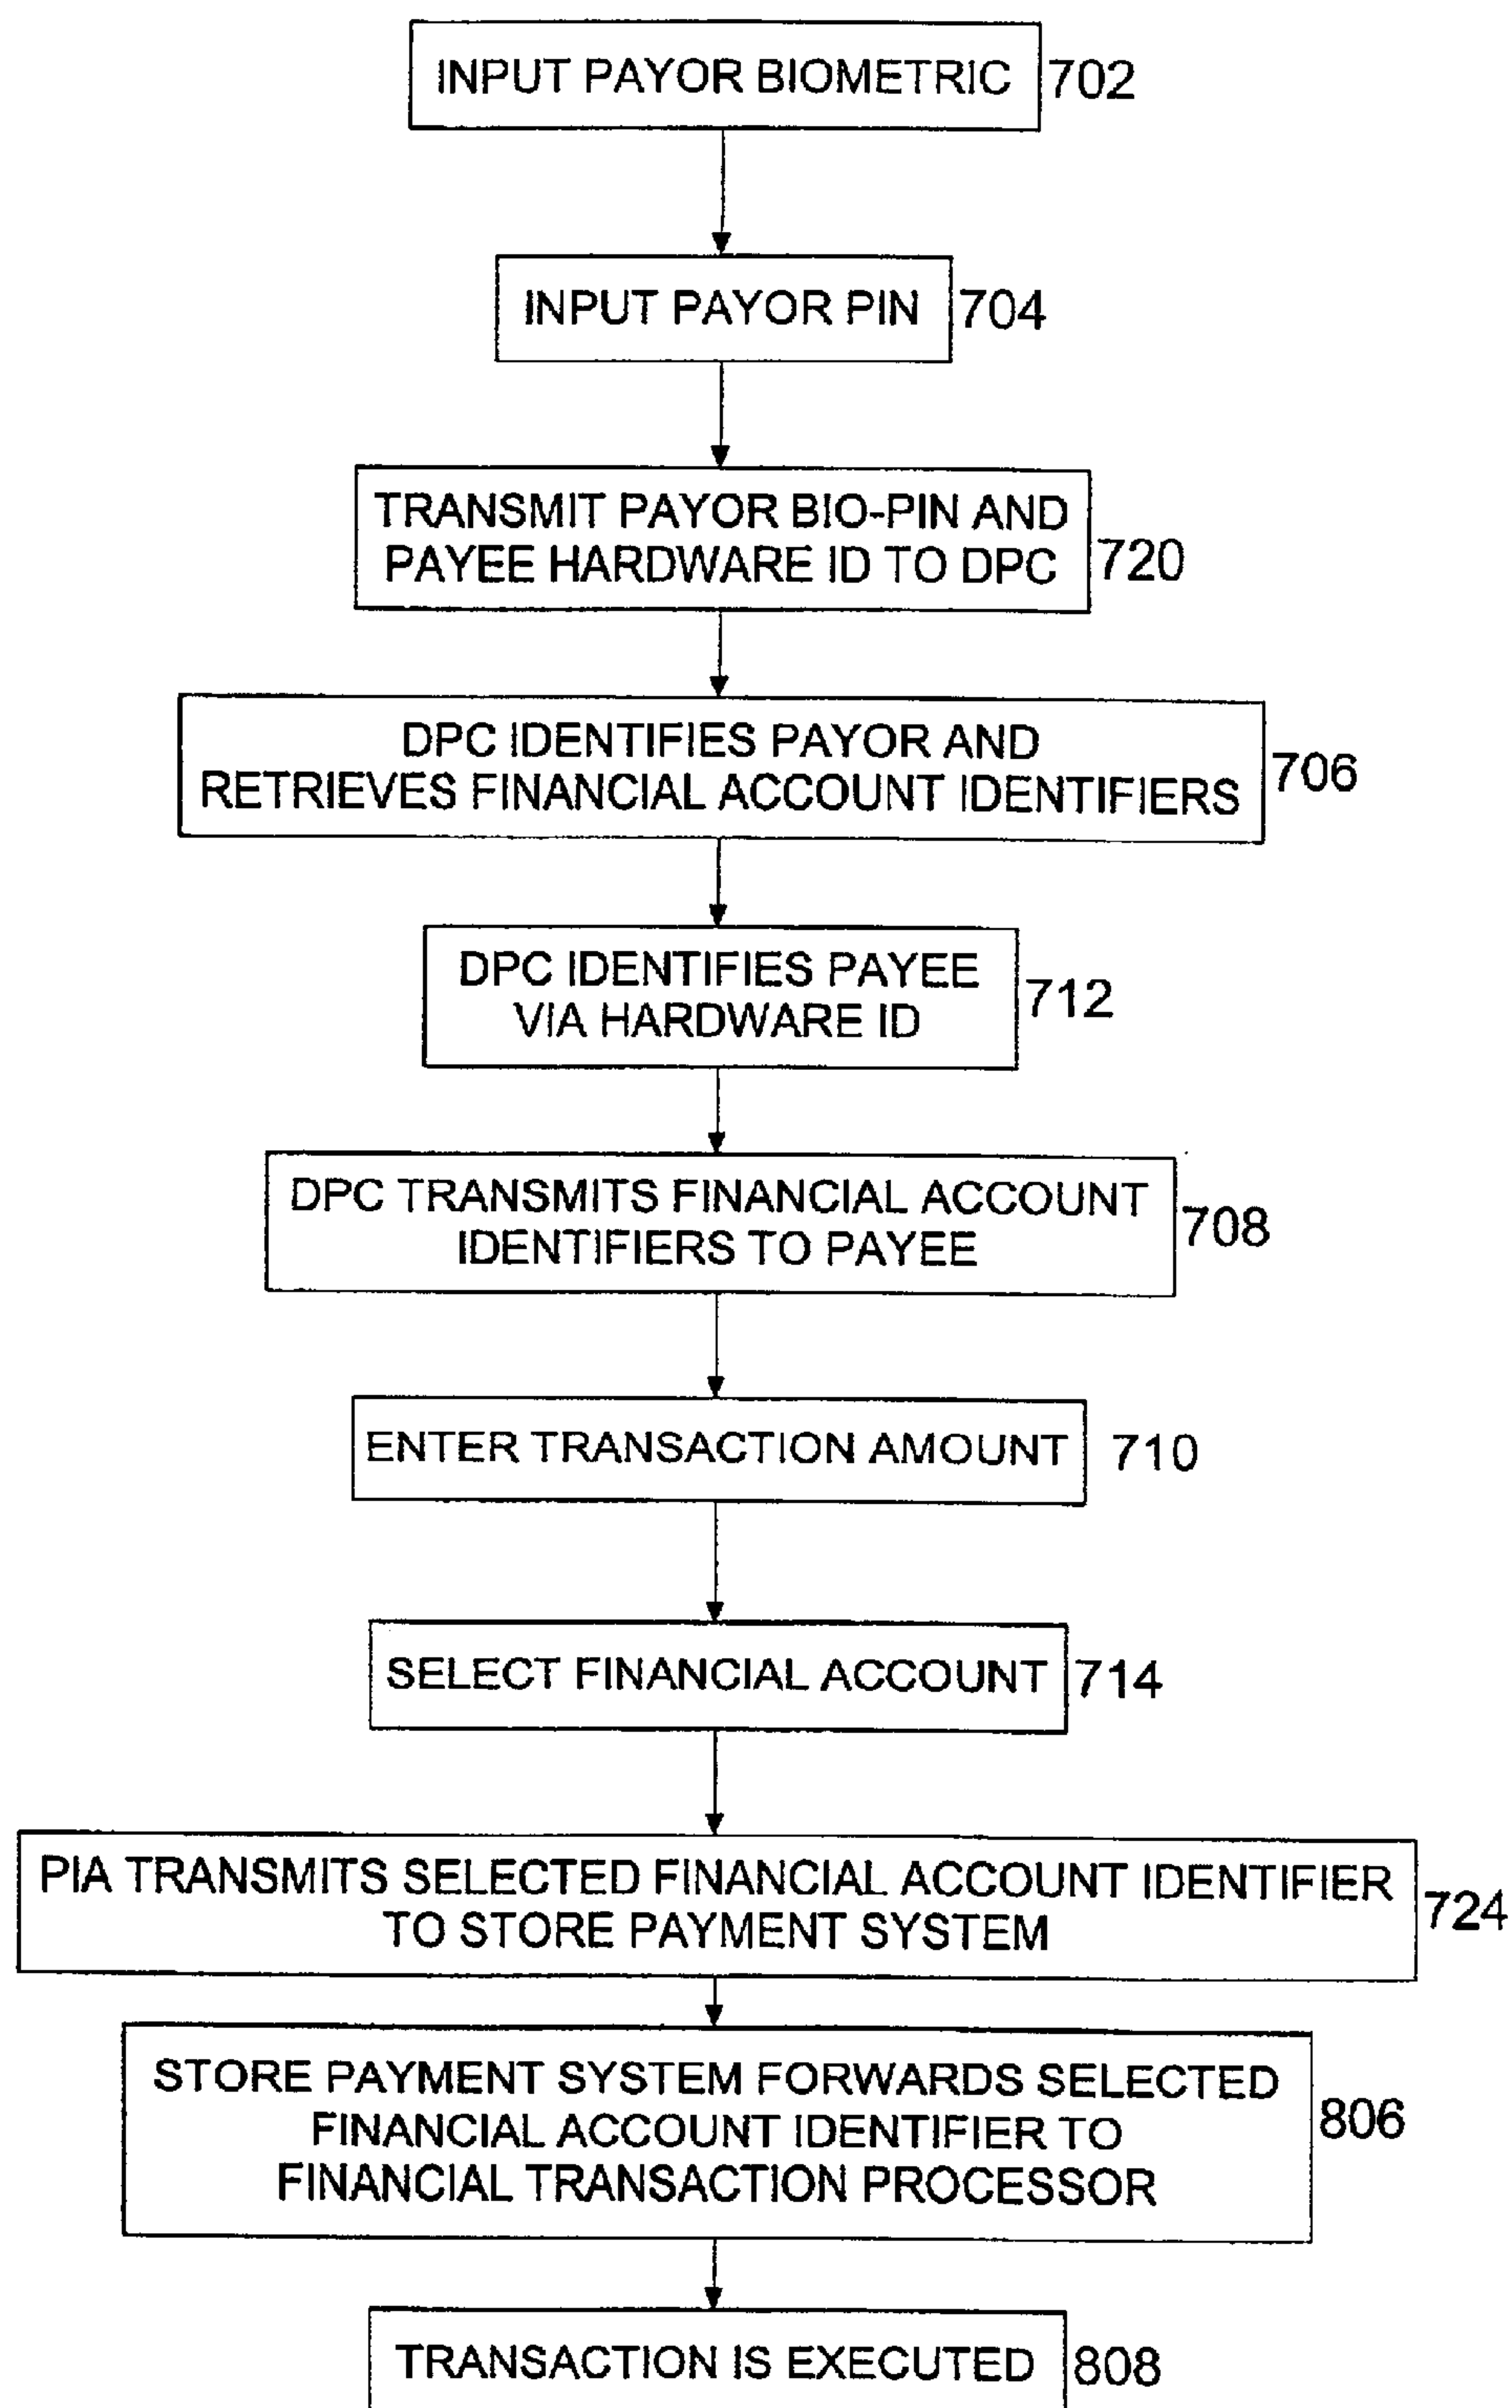 INPUT PAYOR BIOMETRIC 702
INPUT PAYOR PIN 704
TRANSMIT PAYOR BIO-PIN AND
PAYEE HARDWARE ID TO DPC 720
DPC IDENTIFIES PAYOR AND
RETRIEVES FINANCIAL ACCOUNT IDENTIFIERS 706
DPC IDENTIFIES PAYEE
VIA HARDWARE ID 712
DPC TRANSMITS FINANCIAL ACCOUNT
IDENTIFIERS TO PAYEE 708
ENTER TRANSACTION AMOUNT 710
SELECT FINANCIAL ACCOUNT 714
PIA TRANSMITS SELECTED FINANCIAL ACCOUNT IDENTIFIER
TO STORE PAYMENT SYSTEM 724
STORE PAYMENT SYSTEM FORWARDS SELECTED
FINANCIAL ACCOUNT IDENTIFIER TO 806
FINANCIAL TRANSACTION PROCESSOR
TRANSACTION IS EXECUTED 808